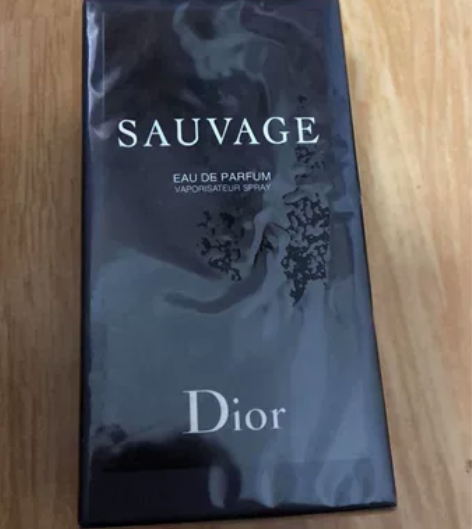 SAUVAGE
EAU DE PARFUM
VAPORISATEUR SPRAY
Dior